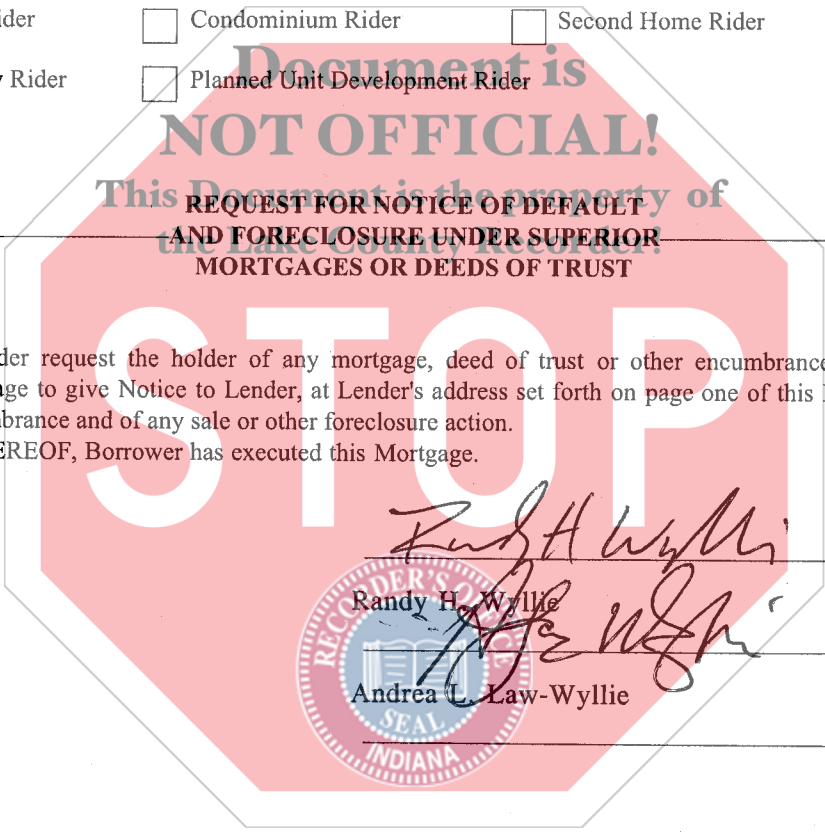 ider Condominium Rider Second Home Rider
Rider Planned Unit Development Rider
Document is
NOT OFFICIAL!
This Document is the property of
the Lake County Recorder!
REQUEST FOR NOTICE OF DEFAULT
AND FORECLOSURE UNDER SUPERIOR
MORTGAGES OR DEEDS OF TRUST
STOP
der request the holder of any mortgage, deed of trust or other encumbrance
age to give Notice to Lender, at Lender's address set forth on page one of this
brance and of any sale or other foreclosure action.
EREOF, Borrower has executed this Mortgage.
Randy H Wyllie
Randy H. Wyllie
Andrea L. Law-Wyllie
RECORDER'S OFFICE
SEAL
INDIANA